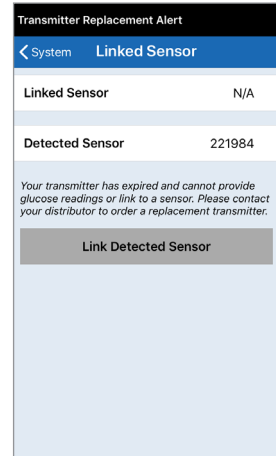 Transmitter Replacement Alert
System Linked Sensor
Linked Sensor N/A
Detected Sensor 221984
Your transmitter has expired and cannot provide
glucose readings or link to a sensor. Please contact
your distributor to order a replacement transmitter.
Link Detected Sensor